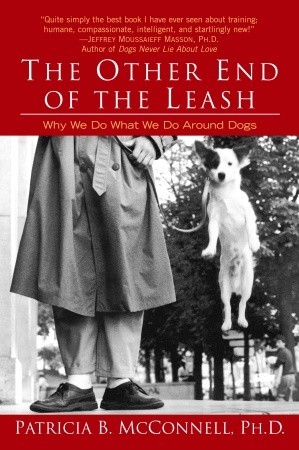 "Quite simply the best book I have ever seen about training;
humane, compassionate, intelligent, and startlingly new!"
—JEFFREY MOUSSAIEFF MASSON, PH.D.
Author of Dogs Never Lie About Love
THE OTHER END
OF THE LEASH
Why We Do What We Do Around Dogs
PATRICIA B. MCCONNELL, PH.D.